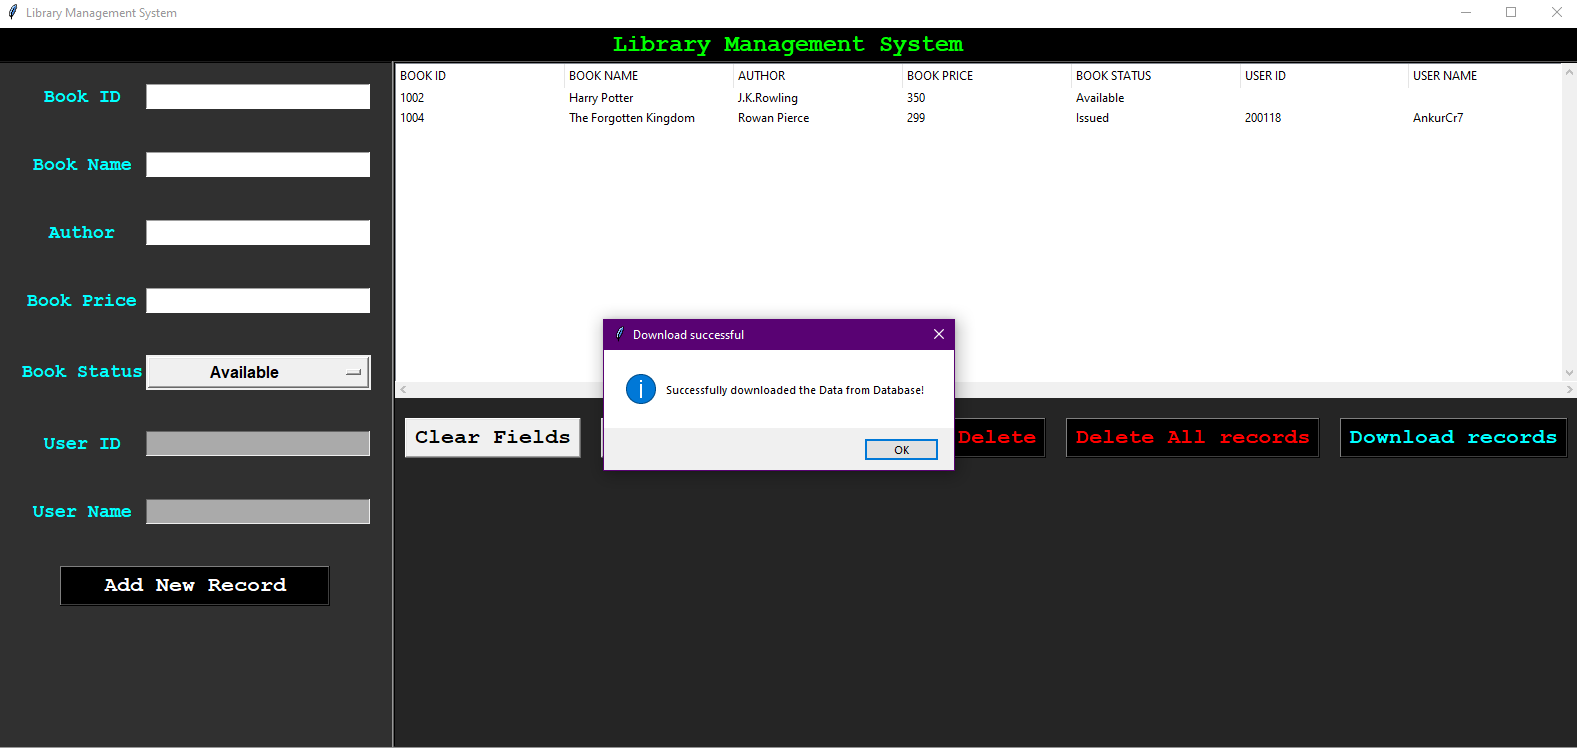 Library Management System
Library Management System
Book ID
Book Name
Author
Book Price
Book Status Available
User ID
User Name
Add New Record
BOOK ID BOOK NAME AUTHOR BOOK PRICE BOOK STATUS USER ID USER NAME
1002 Harry Potter J.K.Rowling 350 Available
1004 The Forgotten Kingdom Rowan Pierce 299 Issued 200118 AnkurCr7
Download successful
Successfully downloaded the Data from Database!
OK
Clear Fields Delete Delete All records Download records